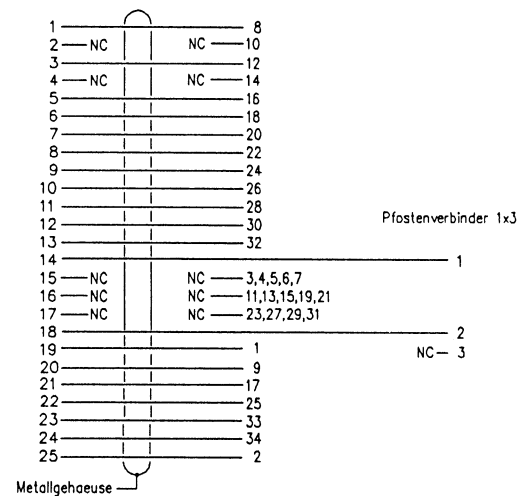 1 8
2 NC NC 10
3 12
4 NC NC 14
5 16
6 18
7 20
8 22
9 24
10 26
11 28
12 30
Pfostenverbinder 1x3
13 32
14 1
15 NC NC 3,4,5,6,7
16 NC NC 11,13,15,19,21
17 NC NC 23,27,29,31
18 2
19 1 NC 3
20 9
21 17
22 25
23 33
24 34
25 2
Metallgehaeuse